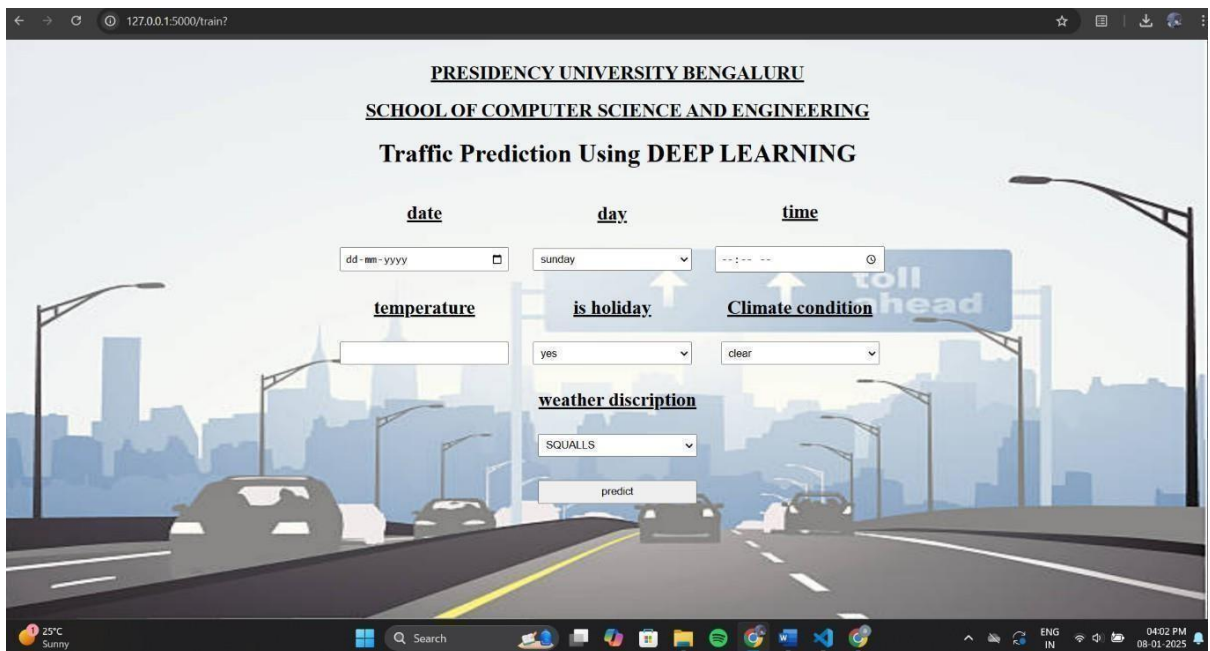 127.0.0.1:5000/train?
PRESIDENCY UNIVERSITY BENGALURU
SCHOOL OF COMPUTER SCIENCE AND ENGINEERING
Traffic Prediction Using DEEP LEARNING
date day time
dd-mm-yyyy sunday --:-- --
toll
ahead
temperature is holiday Climate condition
yes clear
weather discription
SQUALLS
predict
1 25°C
Sunny
Search
ENG
IN
04:02 PM
08-01-2025